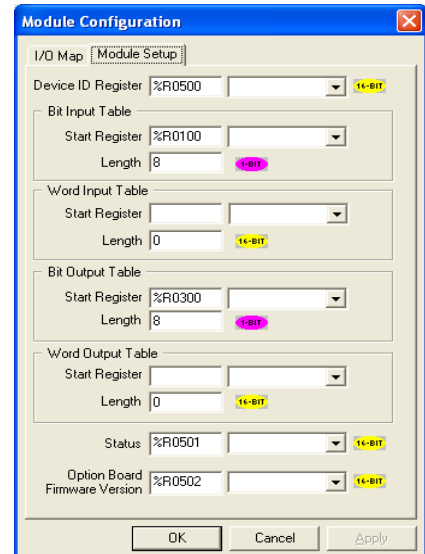 Module Configuration
I/O Map Module Setup
Device ID Register %R0500 16-BIT
Bit Input Table
Start Register %R0100
Length 8 1-BIT
Word Input Table
Start Register
Length 0 16-BIT
Bit Output Table
Start Register %R0300
Length 8 1-BIT
Word Output Table
Start Register
Length 0 16-BIT
Status %R0501 16-BIT
Option Board
Firmware Version %R0502 16-BIT
OK Cancel Apply